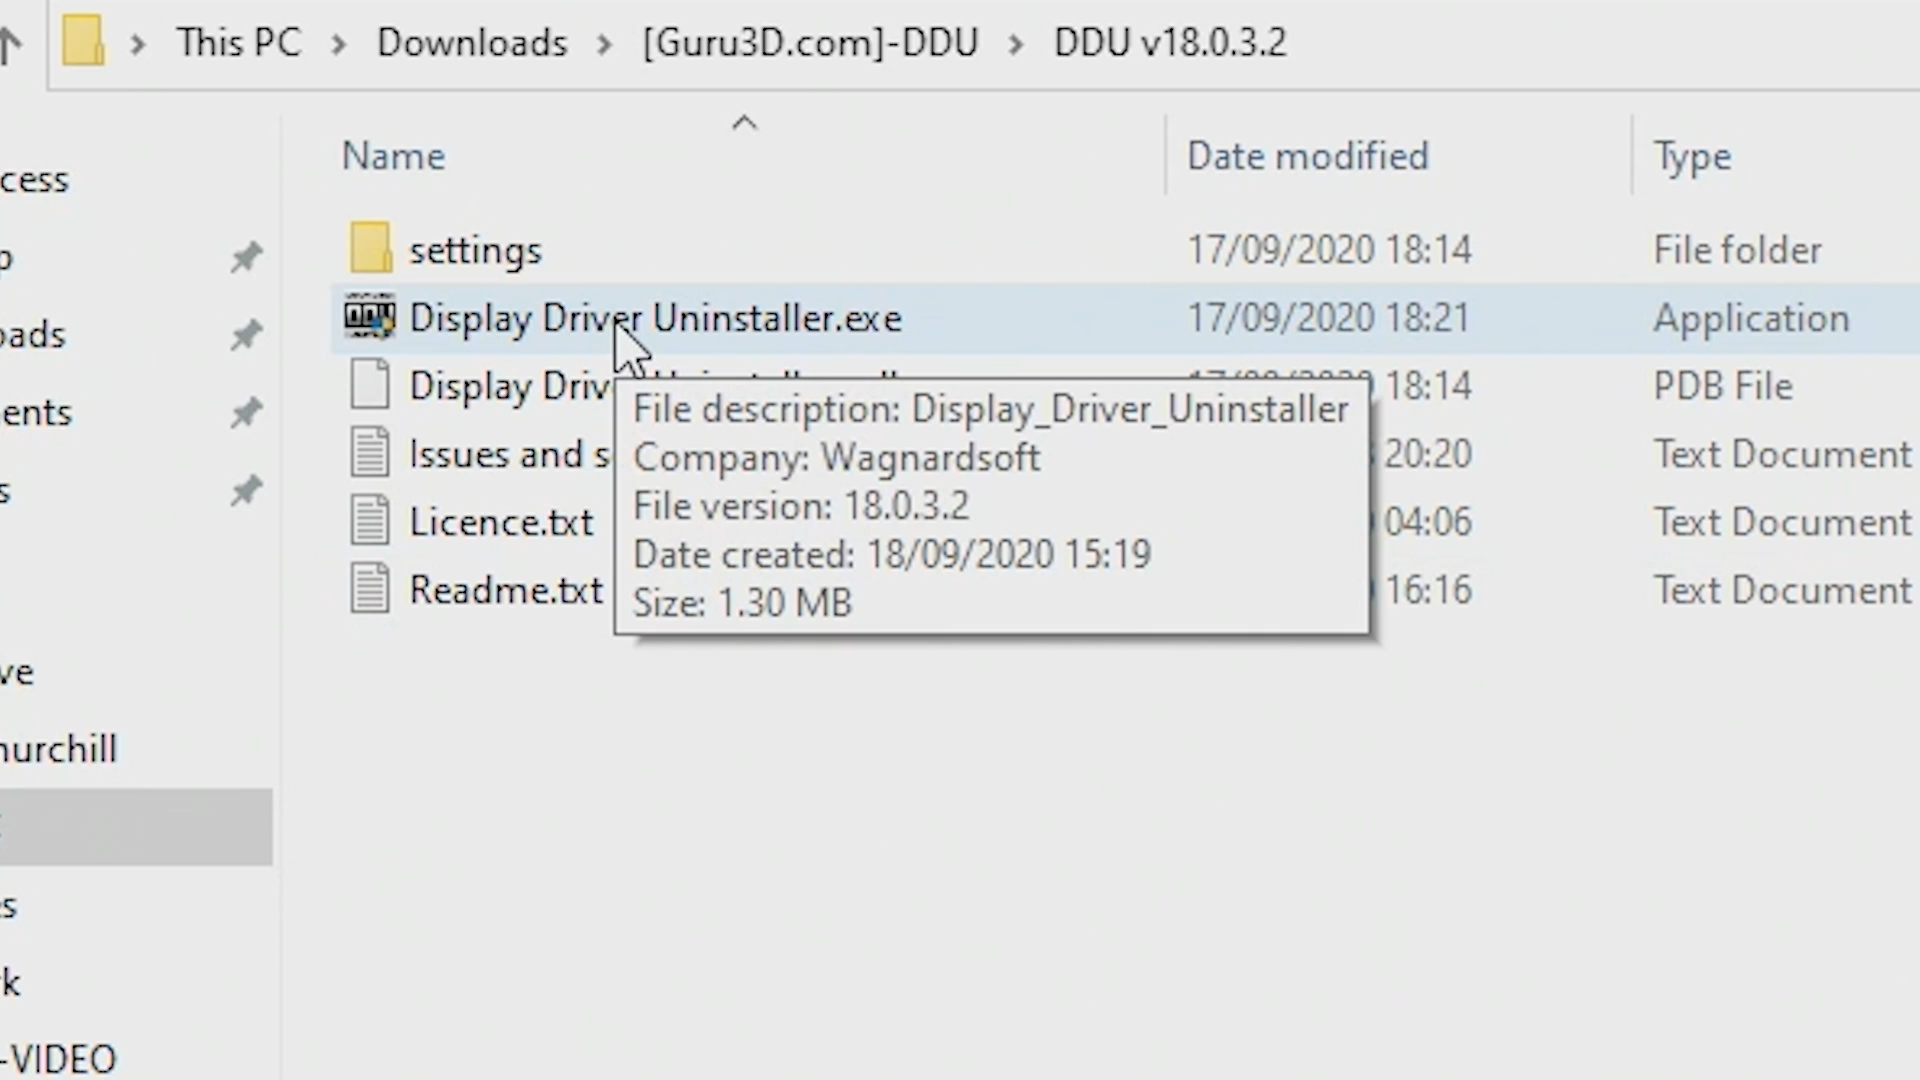 This PC > Downloads > [Guru3D.com]-DDU > DDU v18.0.3.2
Name Date modified Type
cess
settings 17/09/2020 18:14 File folder
p
Display Driver Uninstaller.exe 17/09/2020 18:21 Application
oads
Display 18:14 PDB File
ents
File description: Display_Driver_Uninstaller
Company: Wagnardsoft
File version: 18.0.3.2
Date created: 18/09/2020 15:19
Size: 1.30 MB
Issues and s 20:20 Text Document
s
Licence.txt 04:06 Text Document
Readme.txt 16:16 Text Document
ve
hurchill
s
rk
-VIDEO